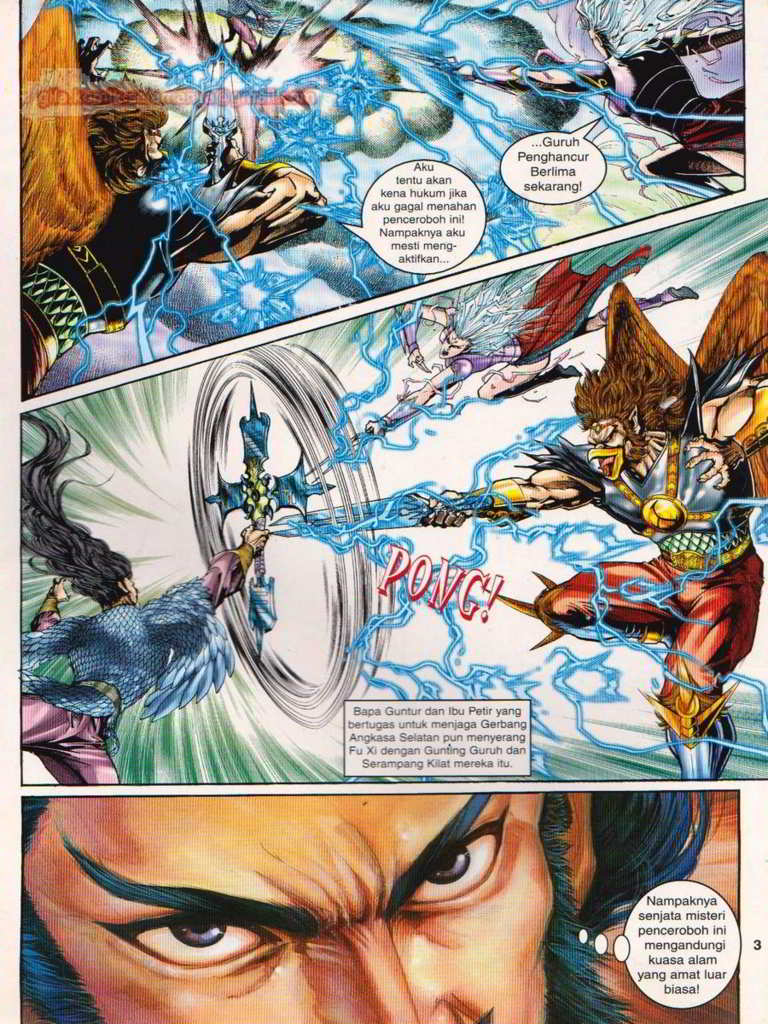 Aku
tentu akan
kena hukum jika
aku gagal menahan
penceroboh ini!
Nampaknya aku
mesti meng-
aktifkan...
...Guruh
Penghancur
Berlima
sekarang!
PONG!
Bapa Guntur dan Ibu Petir yang
bertugas untuk menjaga Gerbang
Angkasa Selatan pun menyerang
Fu Xi dengan Gunting Guruh dan
Serampang Kilat mereka itu.
Nampaknya
senjata misteri
penceroboh ini
mengandungi
kuasa alam
yang amat luar
biasa!
3